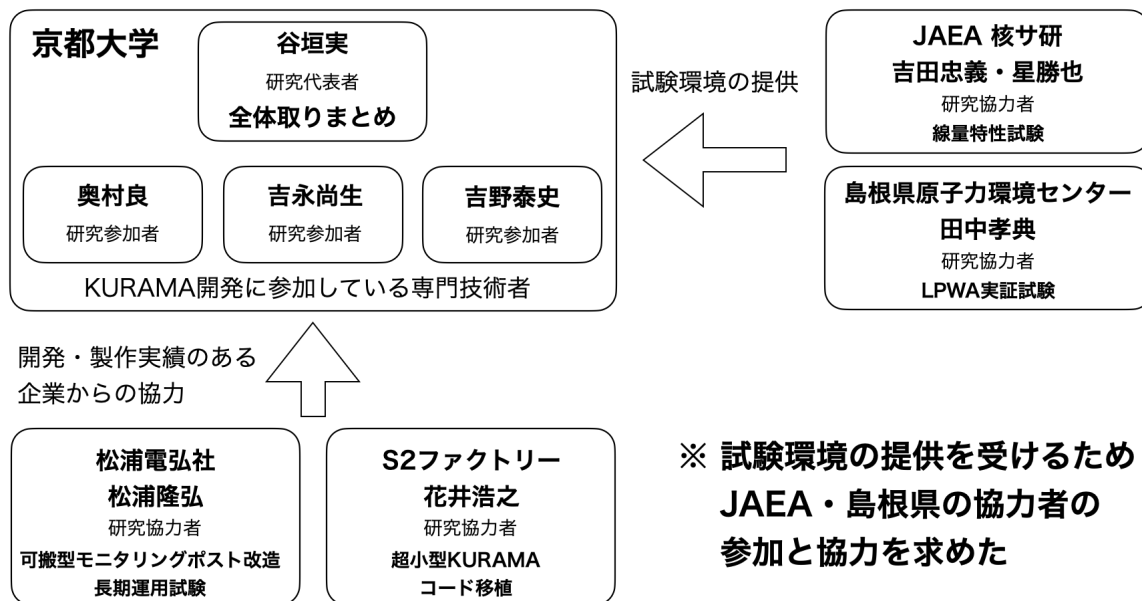 京都大学
谷垣実
研究代表者
全体取りまとめ
奥村良
研究参加者
吉永尚生
研究参加者
吉野泰史
研究参加者
KURAMA開発に参加している専門技術者
試験環境の提供
JAEA 核サ研
吉田忠義・星勝也
研究協力者
線量特性試験
島根県原子力環境センター
田中孝典
研究協力者
LPWA実証試験
開発・製作実績のある
企業からの協力
松浦電弘社
松浦隆弘
研究協力者
可搬型モニタリングポスト改造
長期運用試験
S2ファクトリー
花井浩之
研究協力者
超小型KURAMA
コード移植
※ 試験環境の提供を受けるため
JAEA・島根県の協力者の
参加と協力を求めた